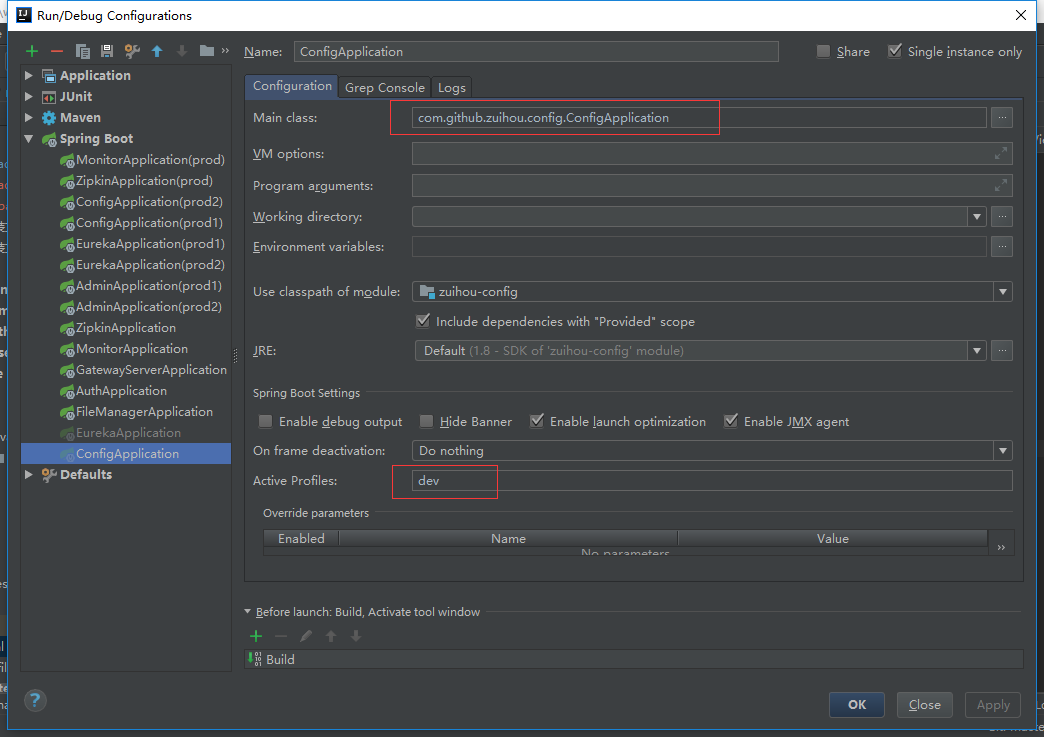 Run/Debug Configurations
Name: ConfigApplication Share Single instance only
Application
JUnit
Maven
Spring Boot
MonitorApplication(prod)
ZipkinApplication(prod)
ConfigApplication(prod2)
ConfigApplication(prod1)
EurekaApplication(prod1)
EurekaApplication(prod2)
AdminApplication(prod1)
AdminApplication(prod2)
ZipkinApplication
MonitorApplication
GatewayServerApplication
AuthApplication
FileManagerApplication
EurekaApplication
ConfigApplication
Defaults
Configuration Grep Console Logs
Main class: com.github.zuihou.config.ConfigApplication
VM options:
Program arguments:
Working directory:
Environment variables:
Use classpath of module: zuihou-config
Include dependencies with "Provided" scope
JRE: Default (1.8 - SDK of 'zuihou-config' module)
Spring Boot Settings
Enable debug output Hide Banner Enable launch optimization Enable JMX agent
On frame deactivation: Do nothing
Active Profiles: dev
Override parameters
Enabled Name Value
No parameters
Before launch: Build, Activate tool window
Build
OK Close Apply